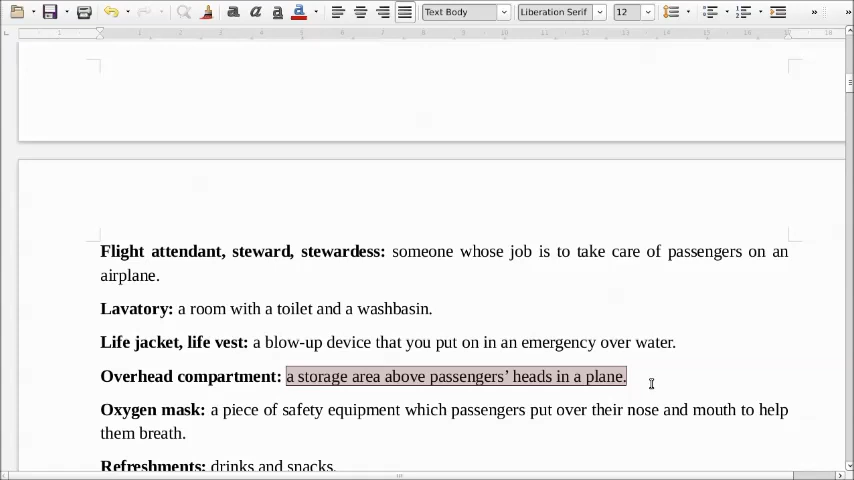 Text Body Liberation Serif 12
Flight attendant, steward, stewardess: someone whose job is to take care of passengers on an
airplane.
Lavatory: a room with a toilet and a washbasin.
Life jacket, life vest: a blow-up device that you put on in an emergency over water.
Overhead compartment: a storage area above passengers’ heads in a plane.
Oxygen mask: a piece of safety equipment which passengers put over their nose and mouth to help
them breath.
Refreshments: drinks and snacks.